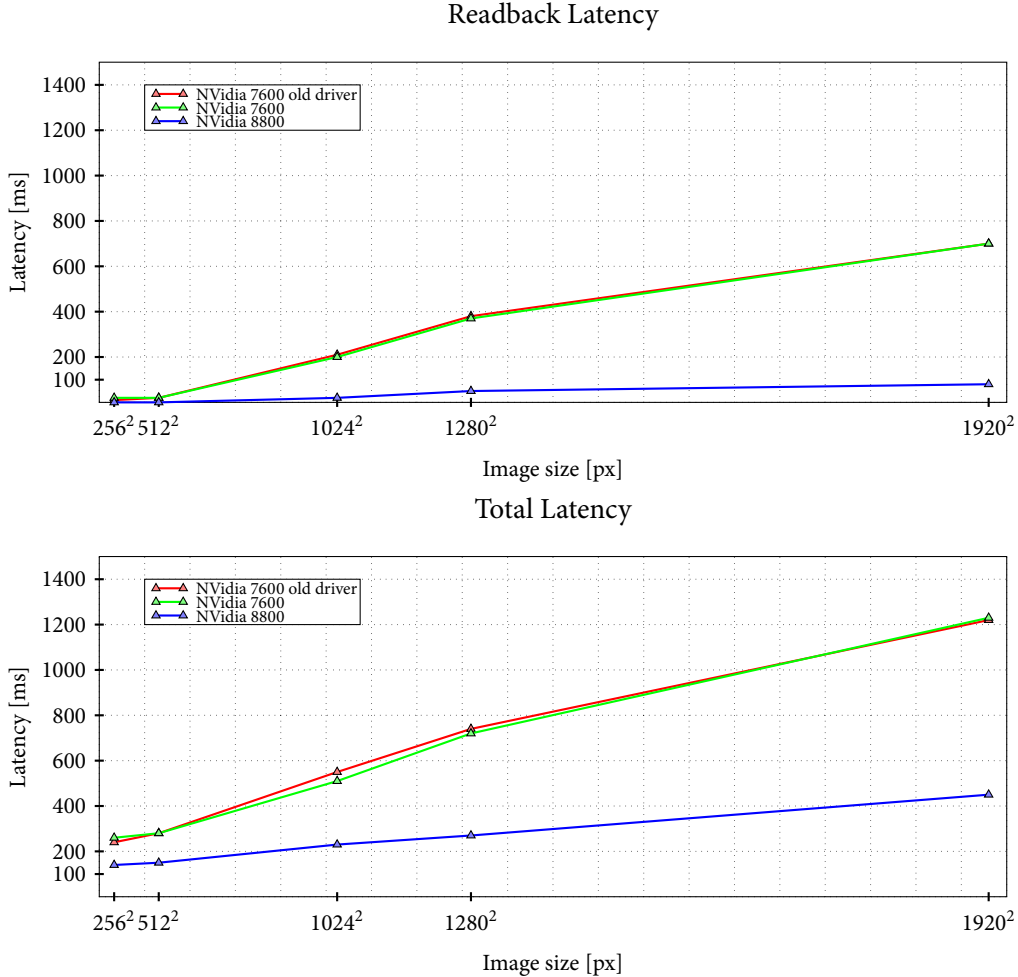 Readback Latency
1400
1200
1000
800
600
400
200
100
Latency [ms]
NVidia 7600 old driver
NVidia 7600
NVidia 8800
256² 512² 1024² 1280² 1920²
Image size [px]
Total Latency
1400
1200
1000
800
600
400
200
100
Latency [ms]
NVidia 7600 old driver
NVidia 7600
NVidia 8800
256² 512² 1024² 1280² 1920²
Image size [px]